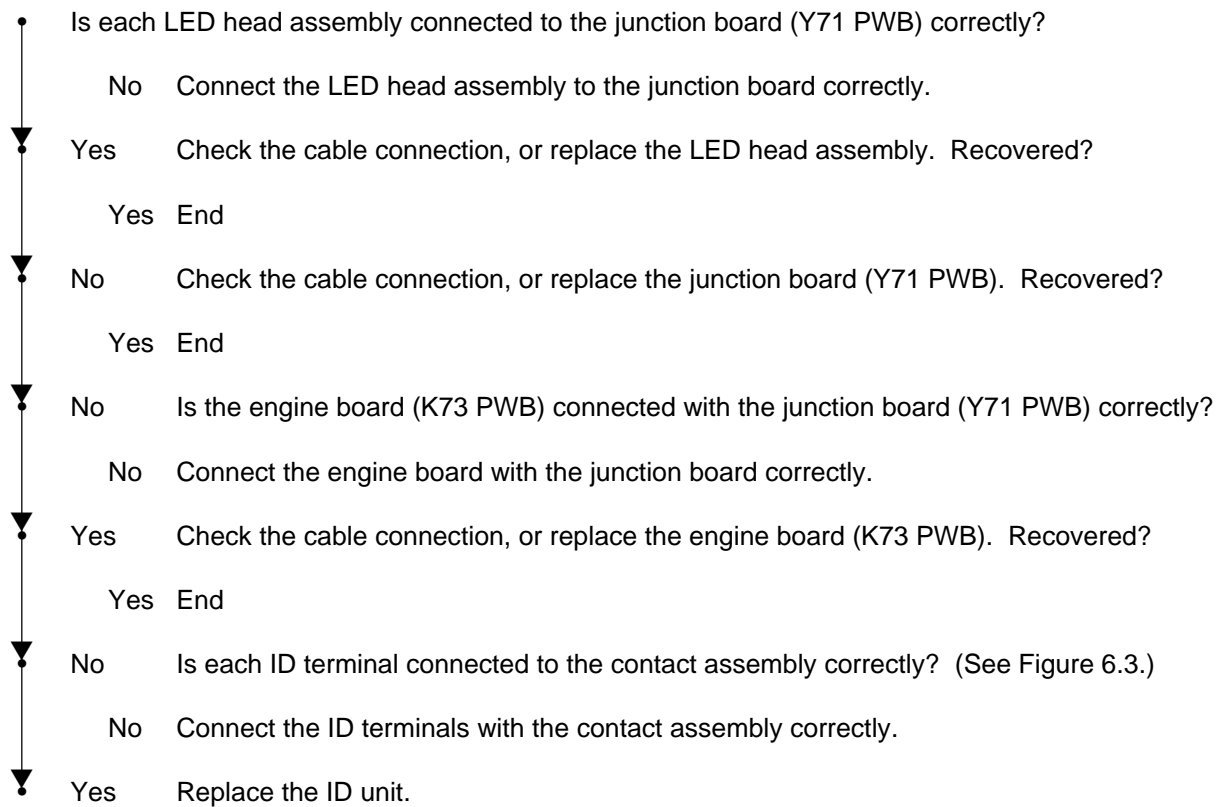 Is each LED head assembly connected to the junction board (Y71 PWB) correctly?
No Connect the LED head assembly to the junction board correctly.
Yes Check the cable connection, or replace the LED head assembly. Recovered?
Yes End
No Check the cable connection, or replace the junction board (Y71 PWB). Recovered?
Yes End
No Is the engine board (K73 PWB) connected with the junction board (Y71 PWB) correctly?
No Connect the engine board with the junction board correctly.
Yes Check the cable connection, or replace the engine board (K73 PWB). Recovered?
Yes End
No Is each ID terminal connected to the contact assembly correctly? (See Figure 6.3.)
No Connect the ID terminals with the contact assembly correctly.
Yes Replace the ID unit.